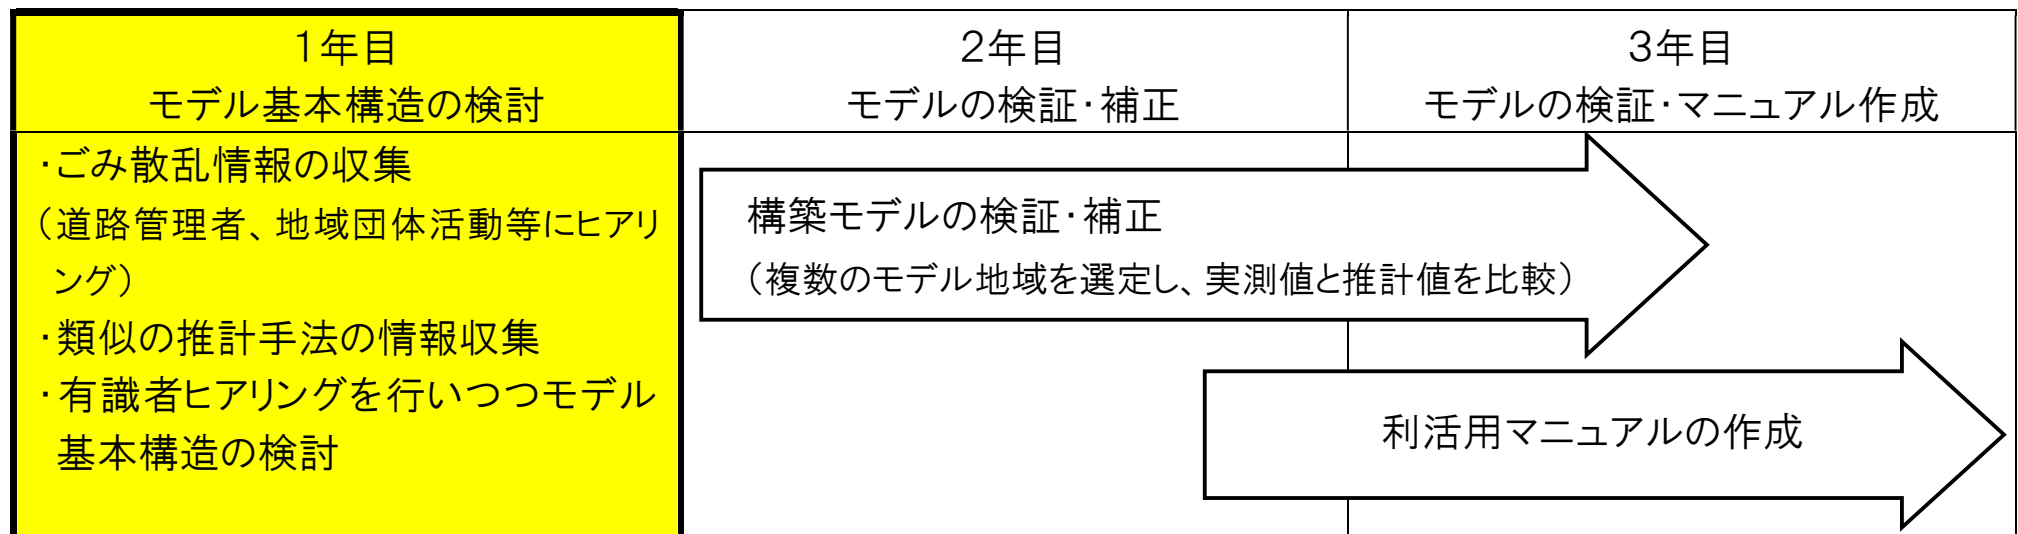 1年目
モデル基本構造の検討
2年目
モデルの検証・補正
3年目
モデルの検証・マニュアル作成
・ごみ散乱情報の収集
（道路管理者、地域団体活動等にヒアリ
ング）
・類似の推計手法の情報収集
・有識者ヒアリングを行いつつモデル
基本構造の検討
構築モデルの検証・補正
（複数のモデル地域を選定し、実測値と推計値を比較）
利活用マニュアルの作成